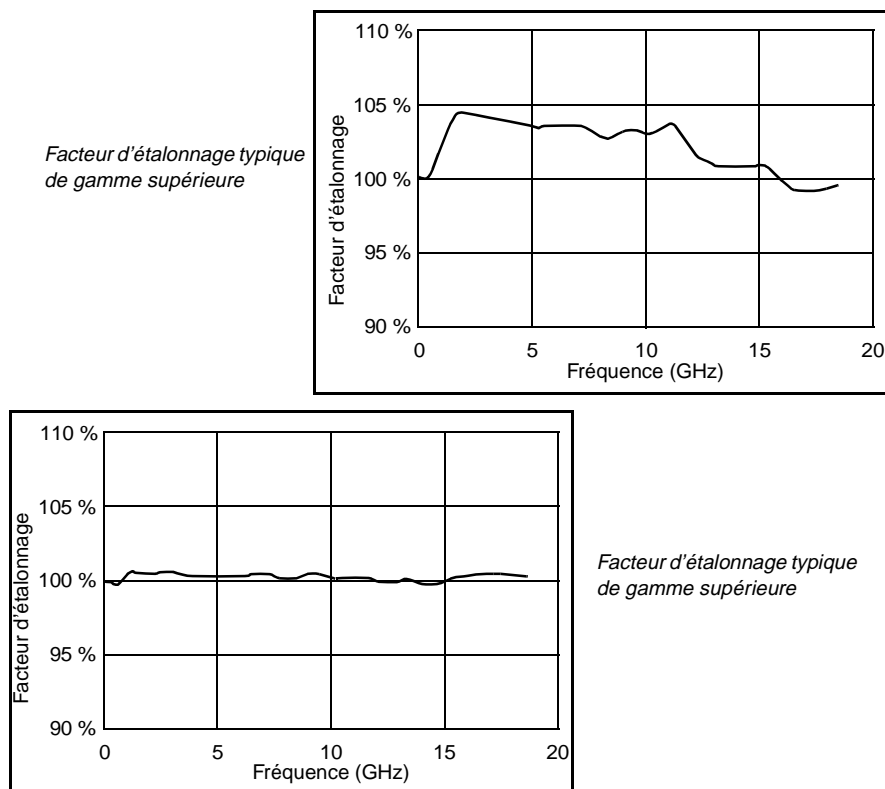 110 %
105 %
100 %
95 %
90 %
Facteur d'étalonnage
0 5 10 15 20
Fréquence (GHz)
Facteur d'étalonnage typique
de gamme supérieure
110 %
105 %
100 %
95 %
90 %
Facteur d'étalonnage
0 5 10 15 20
Fréquence (GHz)
Facteur d'étalonnage typique
de gamme supérieure